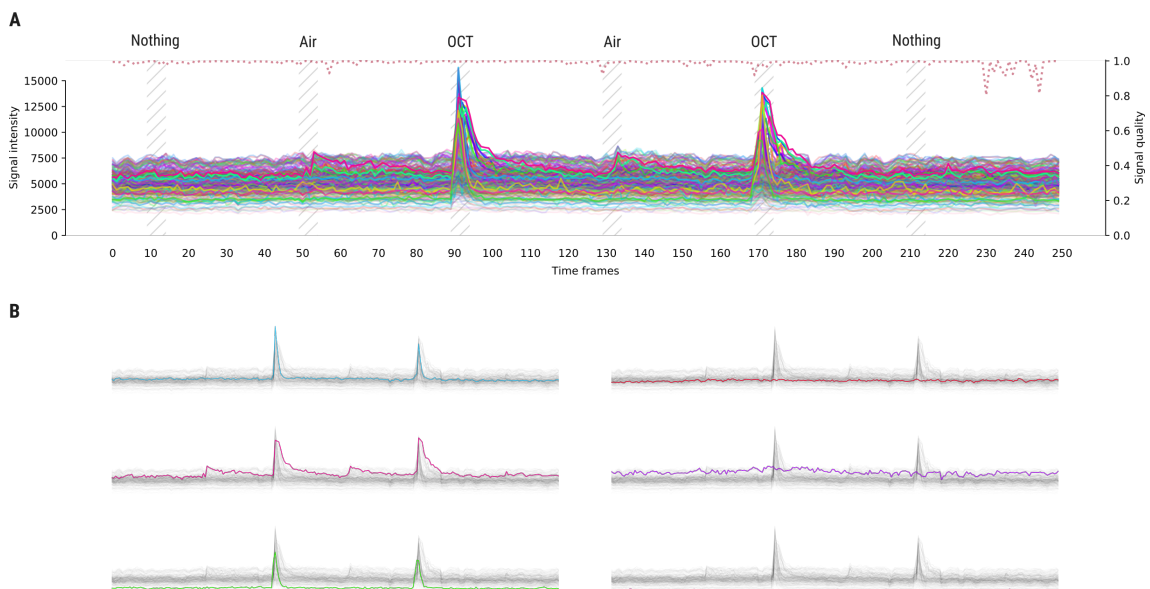 A
Nothing Air OCT Air OCT Nothing
15000 12500 10000 7500 5000 2500 0
Signal intensity
1.0 0.8 0.6 0.4 0.2 0.0
Signal quality
0 10 20 30 40 50 60 70 80 90 100 110 120 130 140 150 160 170 180 190 200 210 220 230 240 250
Time frames
B